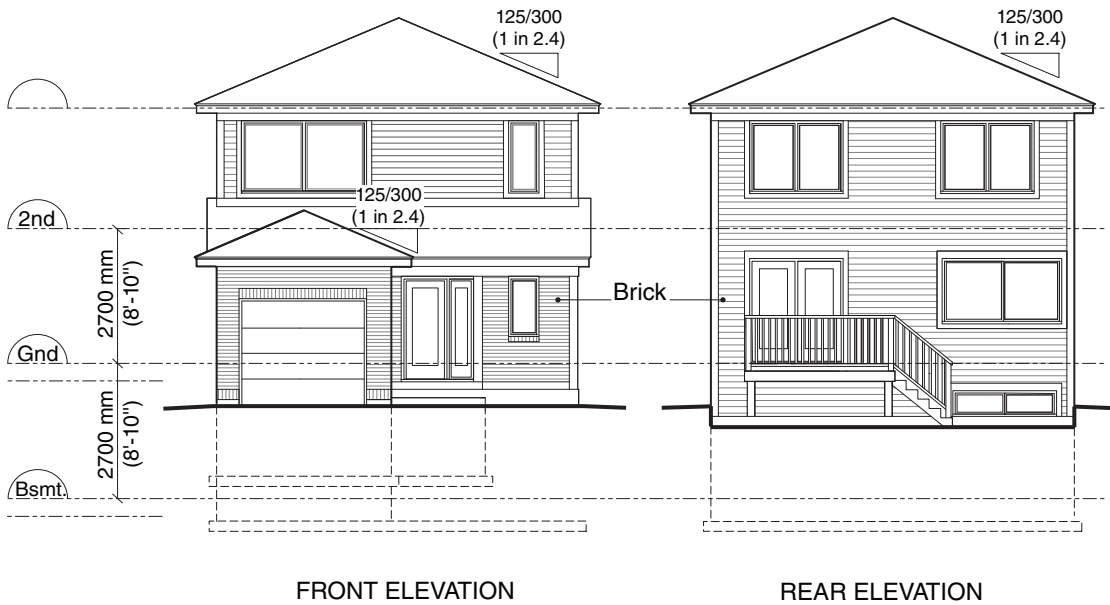 125/300
(1 in 2.4)
125/300
(1 in 2.4)
125/300
(1 in 2.4)
2nd
2700 mm
(8'-10")
Brick
Gnd
2700 mm
(8'-10")
Bsmt.
FRONT ELEVATION
REAR ELEVATION